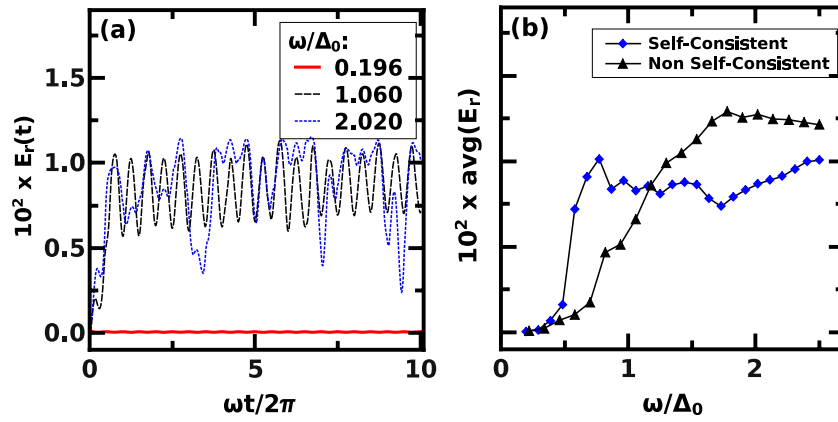 (a)
ω/Δ₀:
0.196
1.060
2.020
1.5
1.0
0.5
0.0
10² x Eᵣ(t)
0
5
10
ωt/2π
(b)
Self-Consistent
Non Self-Consistent
10² x avg(Eᵣ)
0
1
2
ω/Δ₀